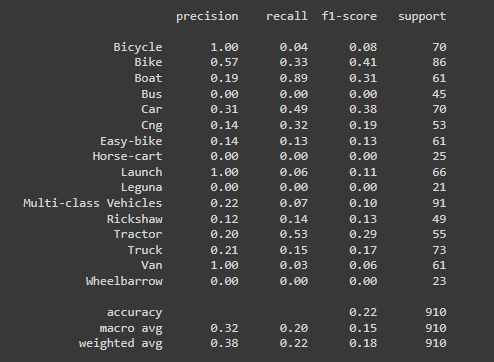 precision recall f1-score support
Bicycle 1.00 0.04 0.08 70
Bike 0.57 0.33 0.41 86
Boat 0.19 0.89 0.31 61
Bus 0.00 0.00 0.00 45
Car 0.31 0.49 0.38 70
Cng 0.14 0.32 0.19 53
Easy-bike 0.14 0.13 0.13 61
Horse-cart 0.00 0.00 0.00 25
Launch 1.00 0.06 0.11 66
Leguna 0.00 0.00 0.00 21
Multi-class Vehicles 0.22 0.07 0.10 91
Rickshaw 0.12 0.14 0.13 49
Tractor 0.20 0.53 0.29 55
Truck 0.21 0.15 0.17 73
Van 1.00 0.03 0.06 61
Wheelbarrow 0.00 0.00 0.00 23
accuracy 0.22 910
macro avg 0.32 0.20 0.15 910
weighted avg 0.38 0.22 0.18 910